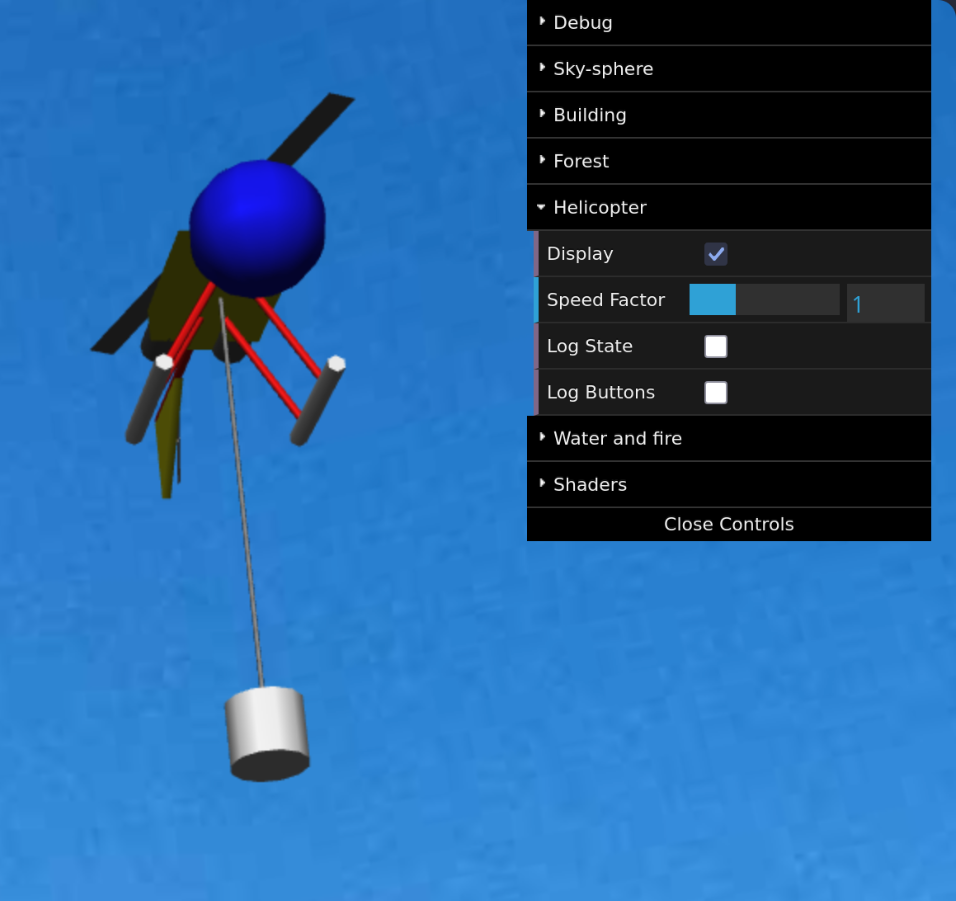 Debug
Sky-sphere
Building
Forest
Helicopter
Display
Speed Factor 1
Log State
Log Buttons
Water and fire
Shaders
Close Controls